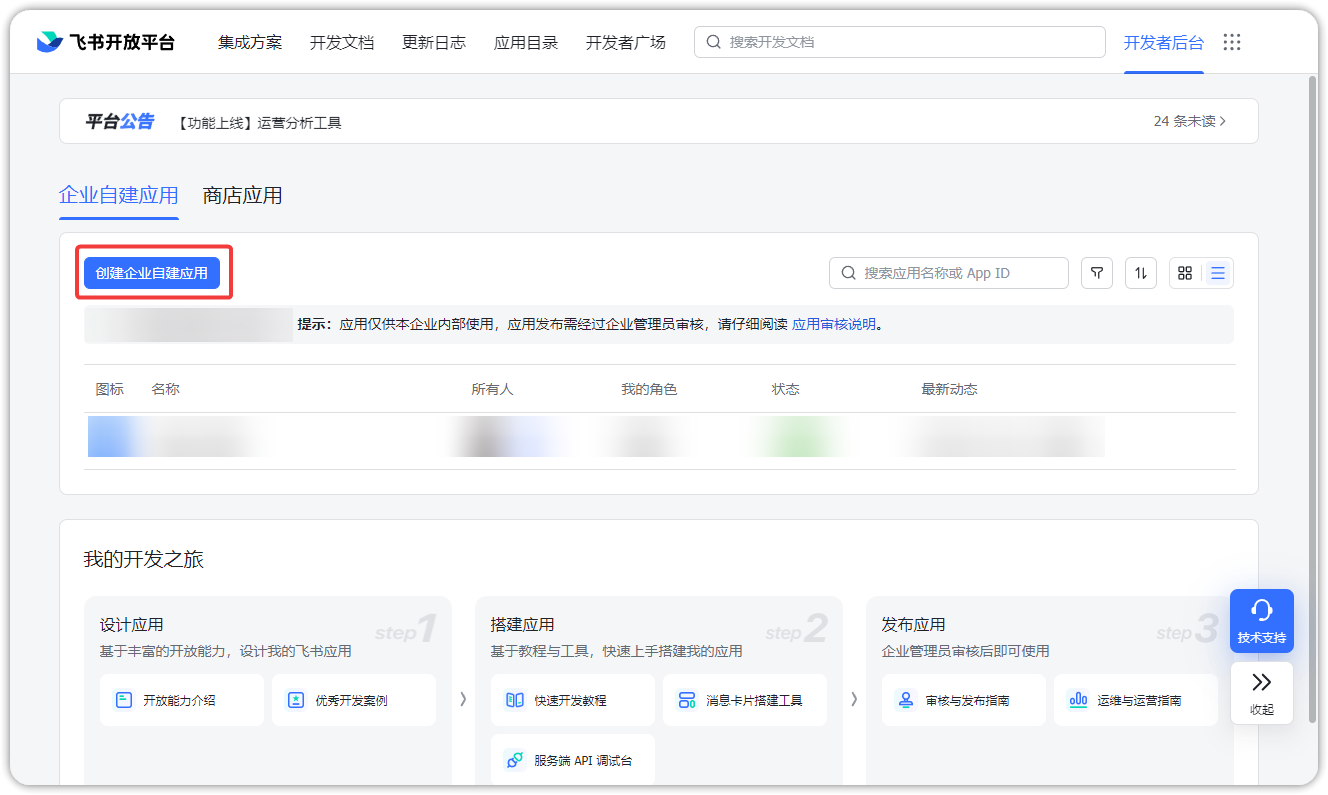 飞书开放平台 集成方案 开发文档 更新日志 应用目录 开发者广场 搜索开发文档 开发者后台
平台公告 【功能上线】运营分析工具 24 条未读
企业自建应用 商店应用
创建企业自建应用 搜索应用名称或 App ID
提示：应用仅供本企业内部使用，应用发布需经过企业管理员审核，请仔细阅读 应用审核说明。
图标 名称 所有人 我的角色 状态 最新动态
我的开发之旅
设计应用 step1
基于丰富的开放能力，设计我的飞书应用
开放能力介绍 优秀开发案例
搭建应用 step2
基于教程与工具，快速上手搭建我的应用
快速开发教程 消息卡片搭建工具
服务端 API 调试台
发布应用 step3
企业管理员审核后即可使用
审核与发布指南 运维与运营指南
技术支持
收起